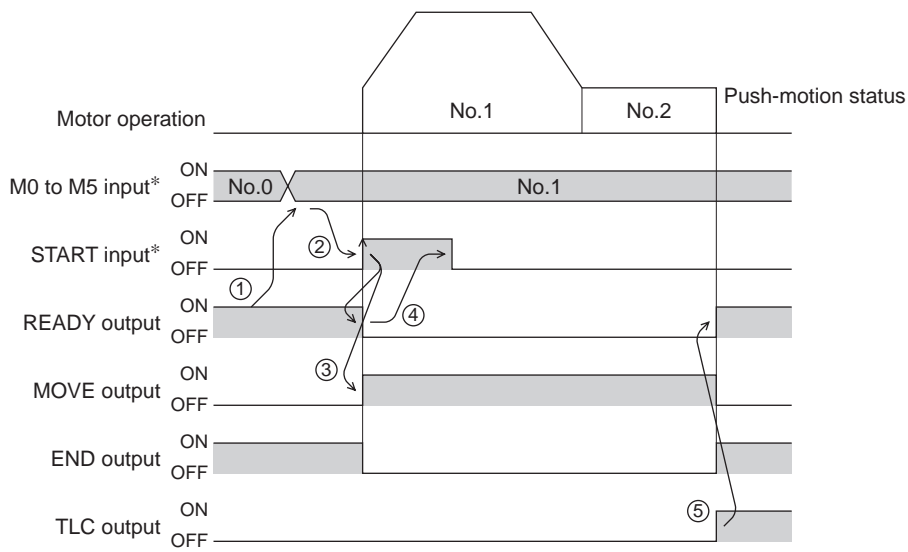 Motor operation
No.1
No.2
Push-motion status
M0 to M5 input*
ON
OFF
No.0
No.1
START input*
ON
OFF
②
①
READY output
ON
OFF
④
③
MOVE output
ON
OFF
END output
ON
OFF
TLC output
ON
OFF
⑤